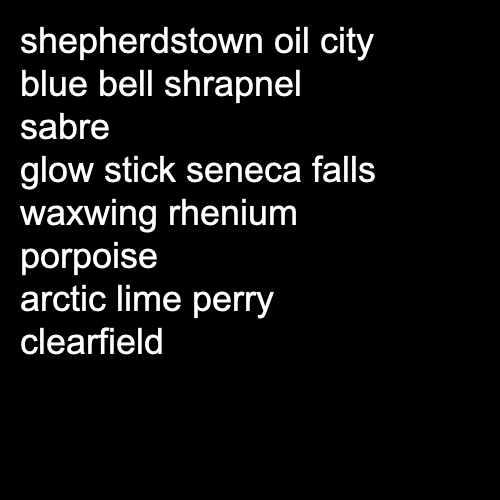 shepherdstown oil city
blue bell shrapnel
sabre
glow stick seneca falls
waxwing rhenium
porpoise
arctic lime perry
clearfield